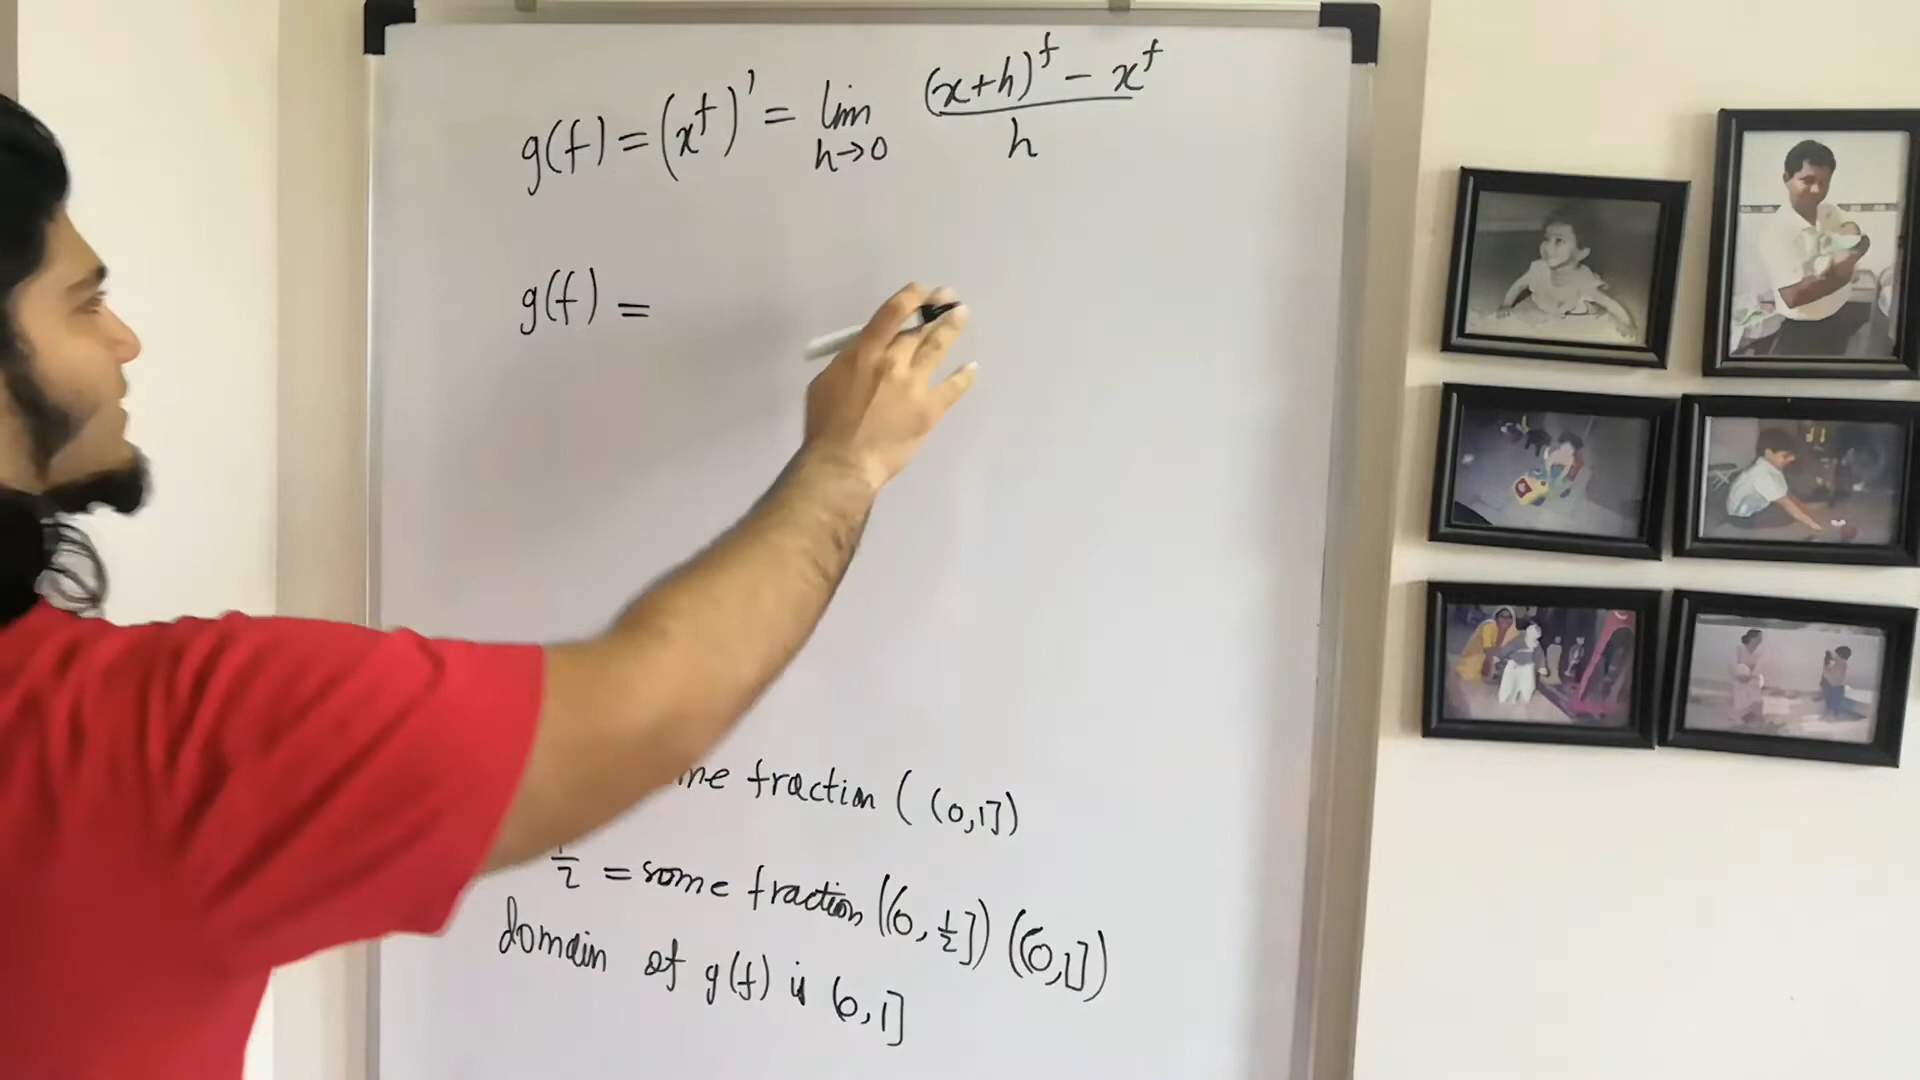 g(f) = (x^f)' = lim h→0 (x+h)^f - x^f / h
g(f) =
me fraction ( (0,1])
1/2 = some fraction ((0, 1/2]) ((0,1])
domain of g(f) is (0,1]